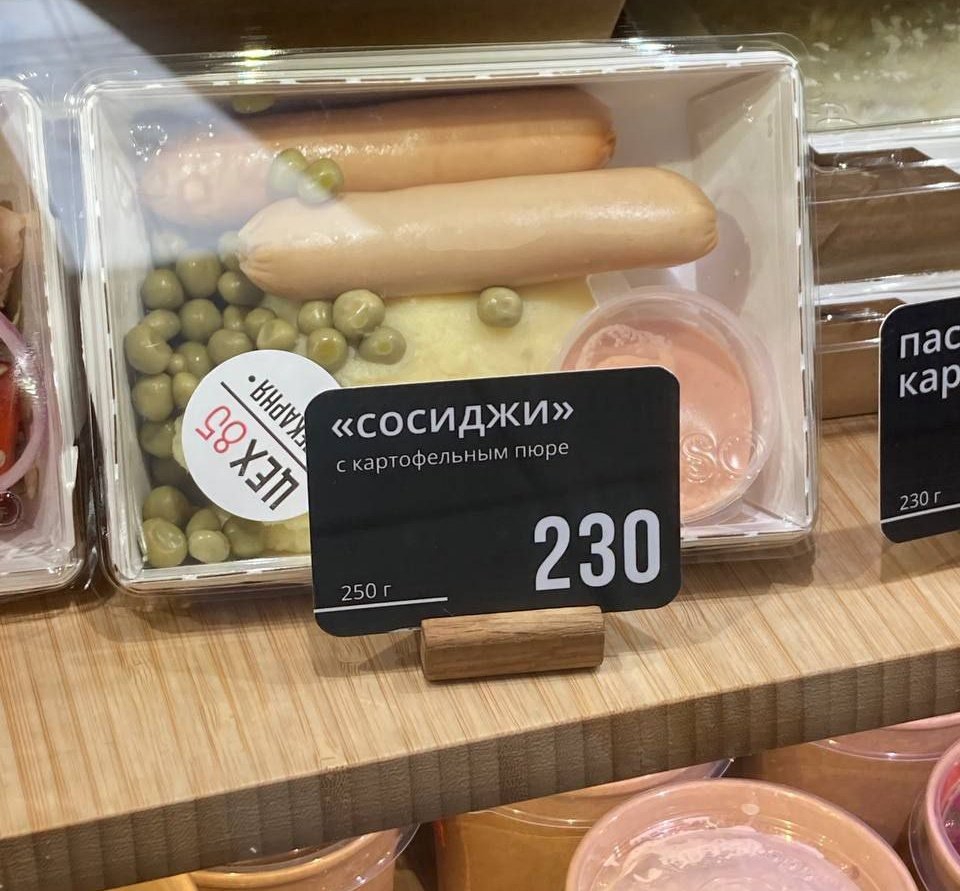 «СОСИДЖИ»
с картофельным пюре
230
250 г
ЦЕХ 85
230 г